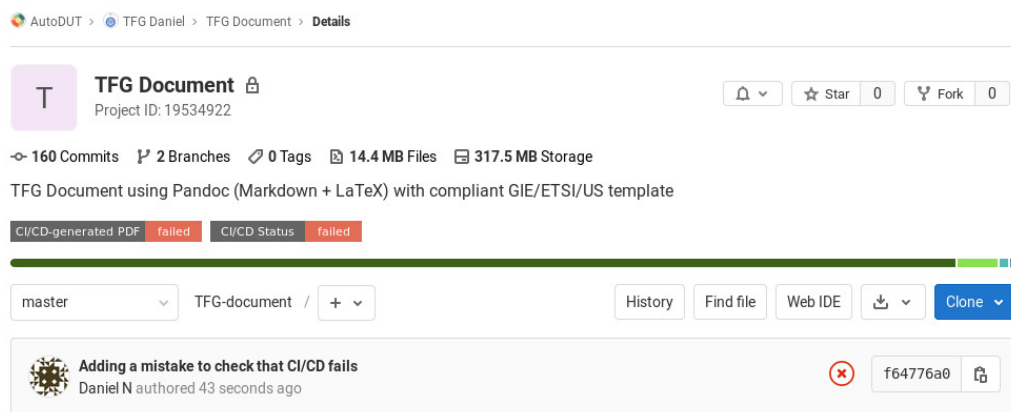 AutoDUT > TFG Daniel > TFG Document > Details
T
TFG Document
Project ID: 19534922
Star 0 Fork 0
160 Commits 2 Branches 0 Tags 14.4 MB Files 317.5 MB Storage
TFG Document using Pandoc (Markdown + LaTeX) with compliant GIE/ETSI/US template
CI/CD-generated PDF failed CI/CD Status failed
master TFG-document / + History Find file Web IDE Clone
Adding a mistake to check that CI/CD fails
Daniel N authored 43 seconds ago
f64776a0